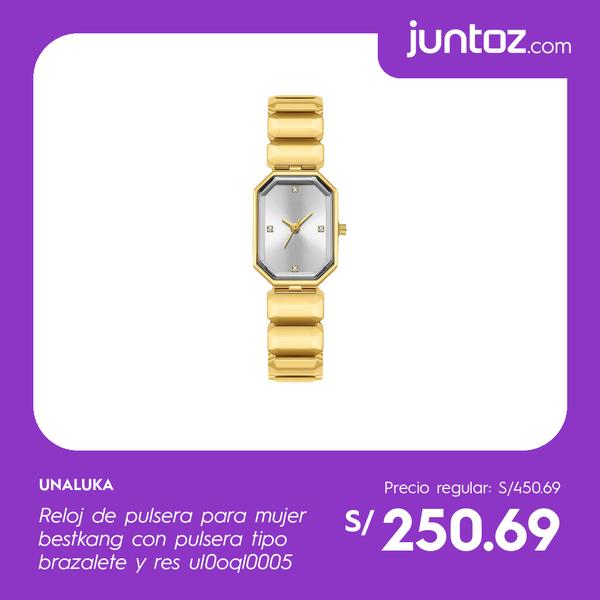 juntoz.com
UNALUKA
Reloj de pulsera para mujer
bestkang con pulsera tipo
brazalete y res ul0oql0005
Precio regular: S/450.69
S/250.69